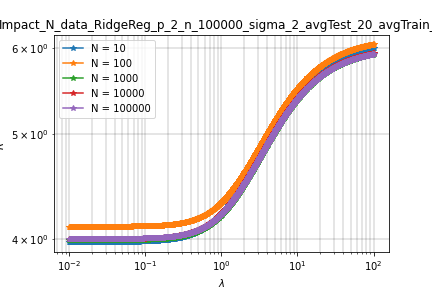 Impact_N_data_RidgeReg_p_2_n_100000_sigma_2_avgTest_20_avgTrain_
6 × 10⁰
N = 10
N = 100
N = 1000
N = 10000
N = 100000
5 × 10⁰
4 × 10⁰
10⁻² 10⁻¹ 10⁰ 10¹ 10²
λ